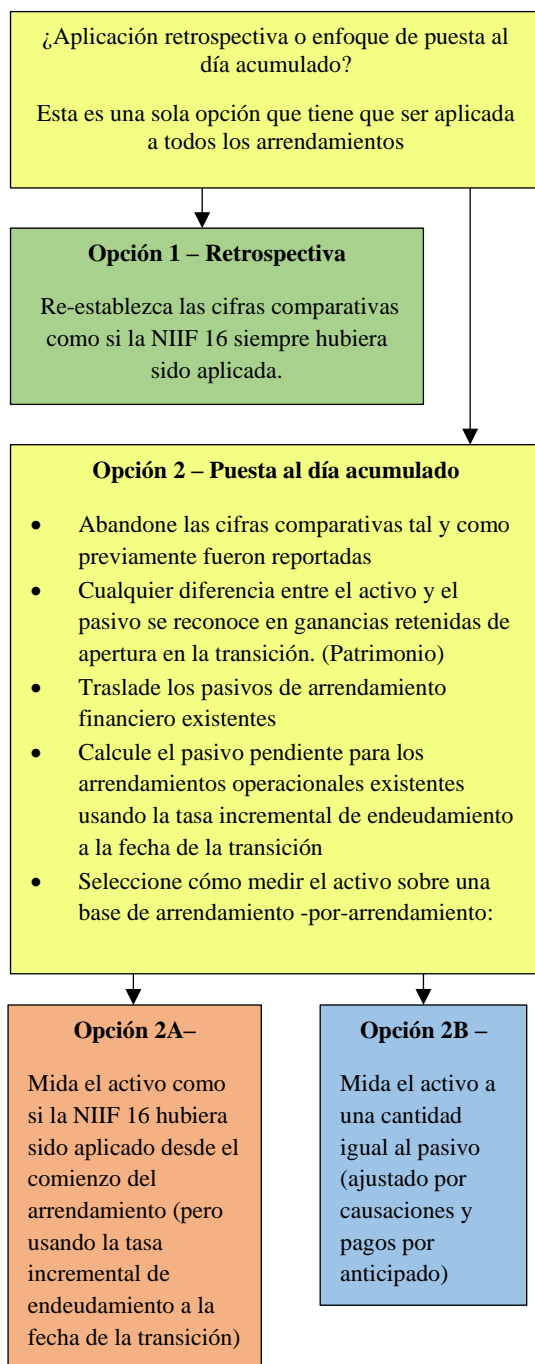 ¿Aplicación retrospectiva o enfoque de puesta al
día acumulado?
Esta es una sola opción que tiene que ser aplicada
a todos los arrendamientos
Opción 1 – Retrospectiva
Re-establezca las cifras comparativas
como si la NIIF 16 siempre hubiera
sido aplicada.
Opción 2 – Puesta al día acumulado
• Abandone las cifras comparativas tal y como
previamente fueron reportadas
• Cualquier diferencia entre el activo y el
pasivo se reconoce en ganancias retenidas de
apertura en la transición. (Patrimonio)
• Traslade los pasivos de arrendamiento
financiero existentes
• Calcule el pasivo pendiente para los
arrendamientos operacionales existentes
usando la tasa incremental de endeudamiento
a la fecha de la transición
• Seleccione cómo medir el activo sobre una
base de arrendamiento -por-arrendamiento:
Opción 2A–
Mida el activo como
si la NIIF 16 hubiera
sido aplicado desde el
comienzo del
arrendamiento (pero
usando la tasa
incremental de
endeudamiento a la
fecha de la transición)
Opción 2B –
Mida el activo a
una cantidad
igual al pasivo
(ajustado por
causaciones y
pagos por
anticipado)